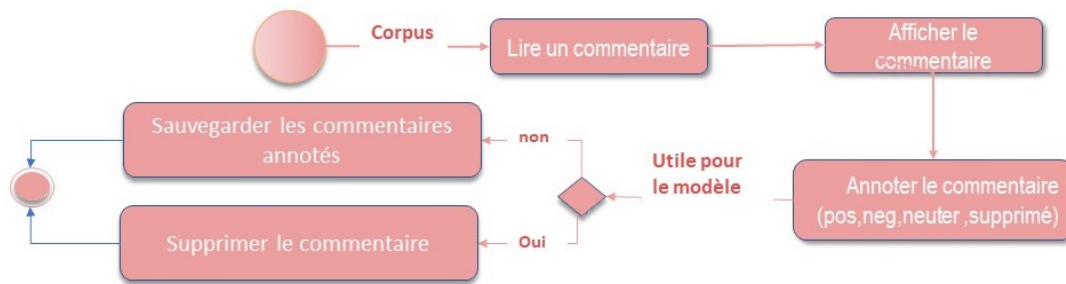 Corpus
Lire un commentaire
Afficher le
commentaire
Sauvegarder les commentaires
annotés
non
Utile pour
le modèle
Annoter le commentaire
(pos,neg,neuter ,supprimé)
Supprimer le commentaire
Oui